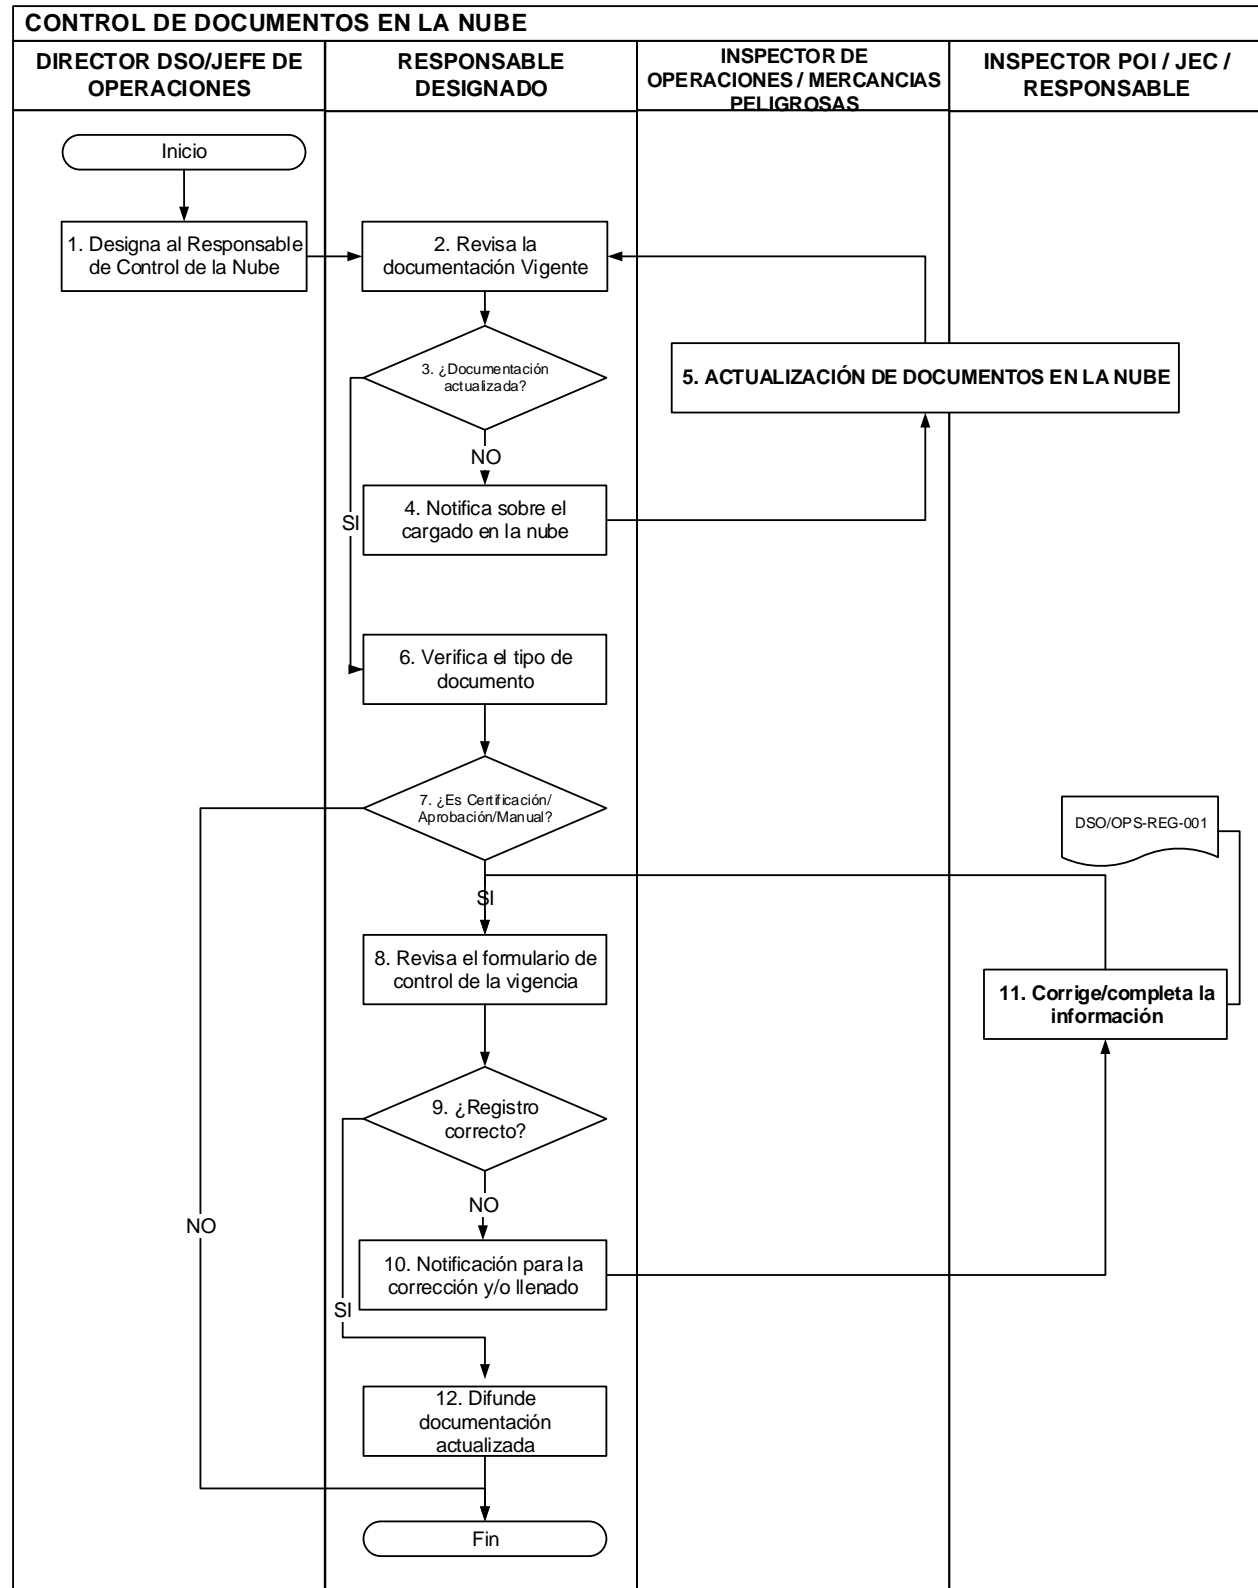 CONTROL DE DOCUMENTOS EN LA NUBE
DIRECTOR DSO/JEFE DE
OPERACIONES
RESPONSABLE
DESIGNADO
INSPECTOR DE
OPERACIONES / MERCANCIAS
PELIGROSAS
INSPECTOR POI / JEC /
RESPONSABLE
Inicio
1. Designa al Responsable
de Control de la Nube
2. Revisa la
documentación Vigente
3. ¿Documentación
actualizada?
5. ACTUALIZACIÓN DE DOCUMENTOS EN LA NUBE
NO
4. Notifica sobre el
cargado en la nube
SI
6. Verifica el tipo de
documento
7. ¿Es Certificación/
Aprobación/Manual?
DSO/OPS-REG-001
SI
8. Revisa el formulario de
control de la vigencia
11. Corrige/completa la
información
9. ¿Registro
correcto?
NO
NO
10. Notificación para la
corrección y/o llenado
SI
12. Difunde
documentación
actualizada
Fin